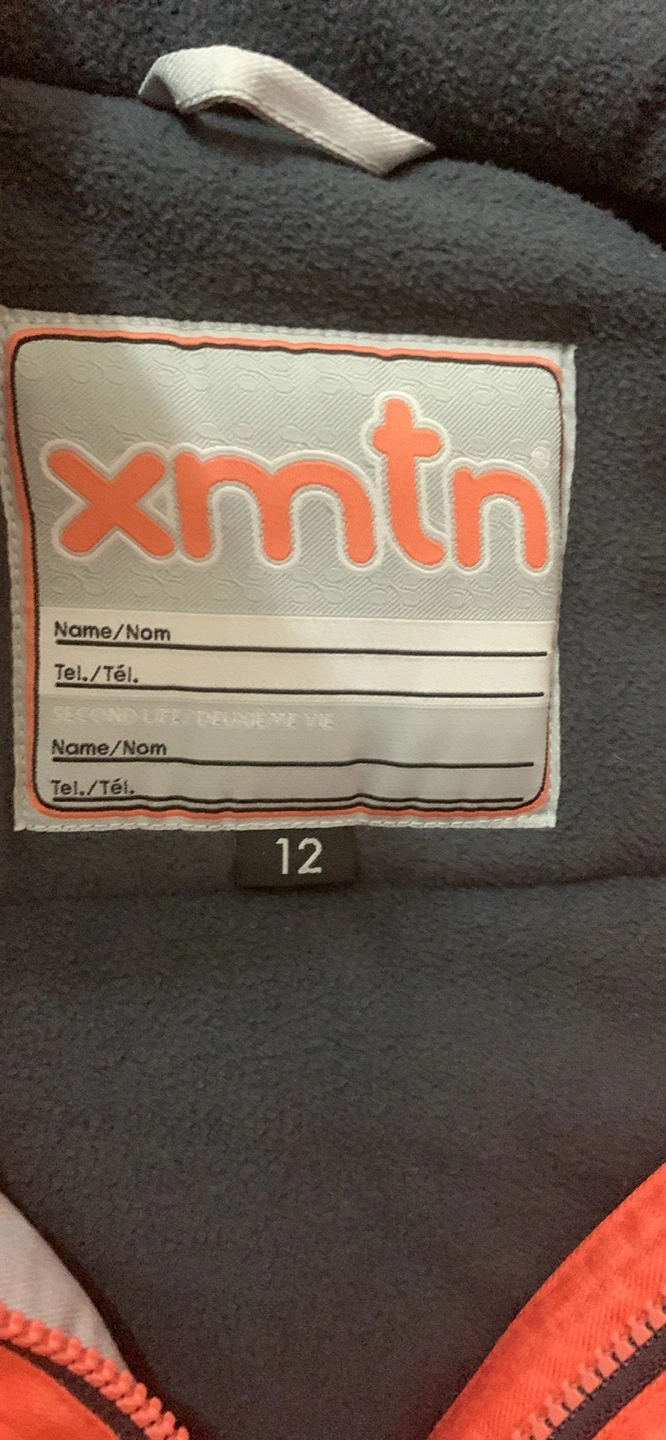 xmtn
Name/Nom
Tel./Tél.
SECOND LIFE/DEUXIÈME VIE
Name/Nom
Tel./Tél.
12